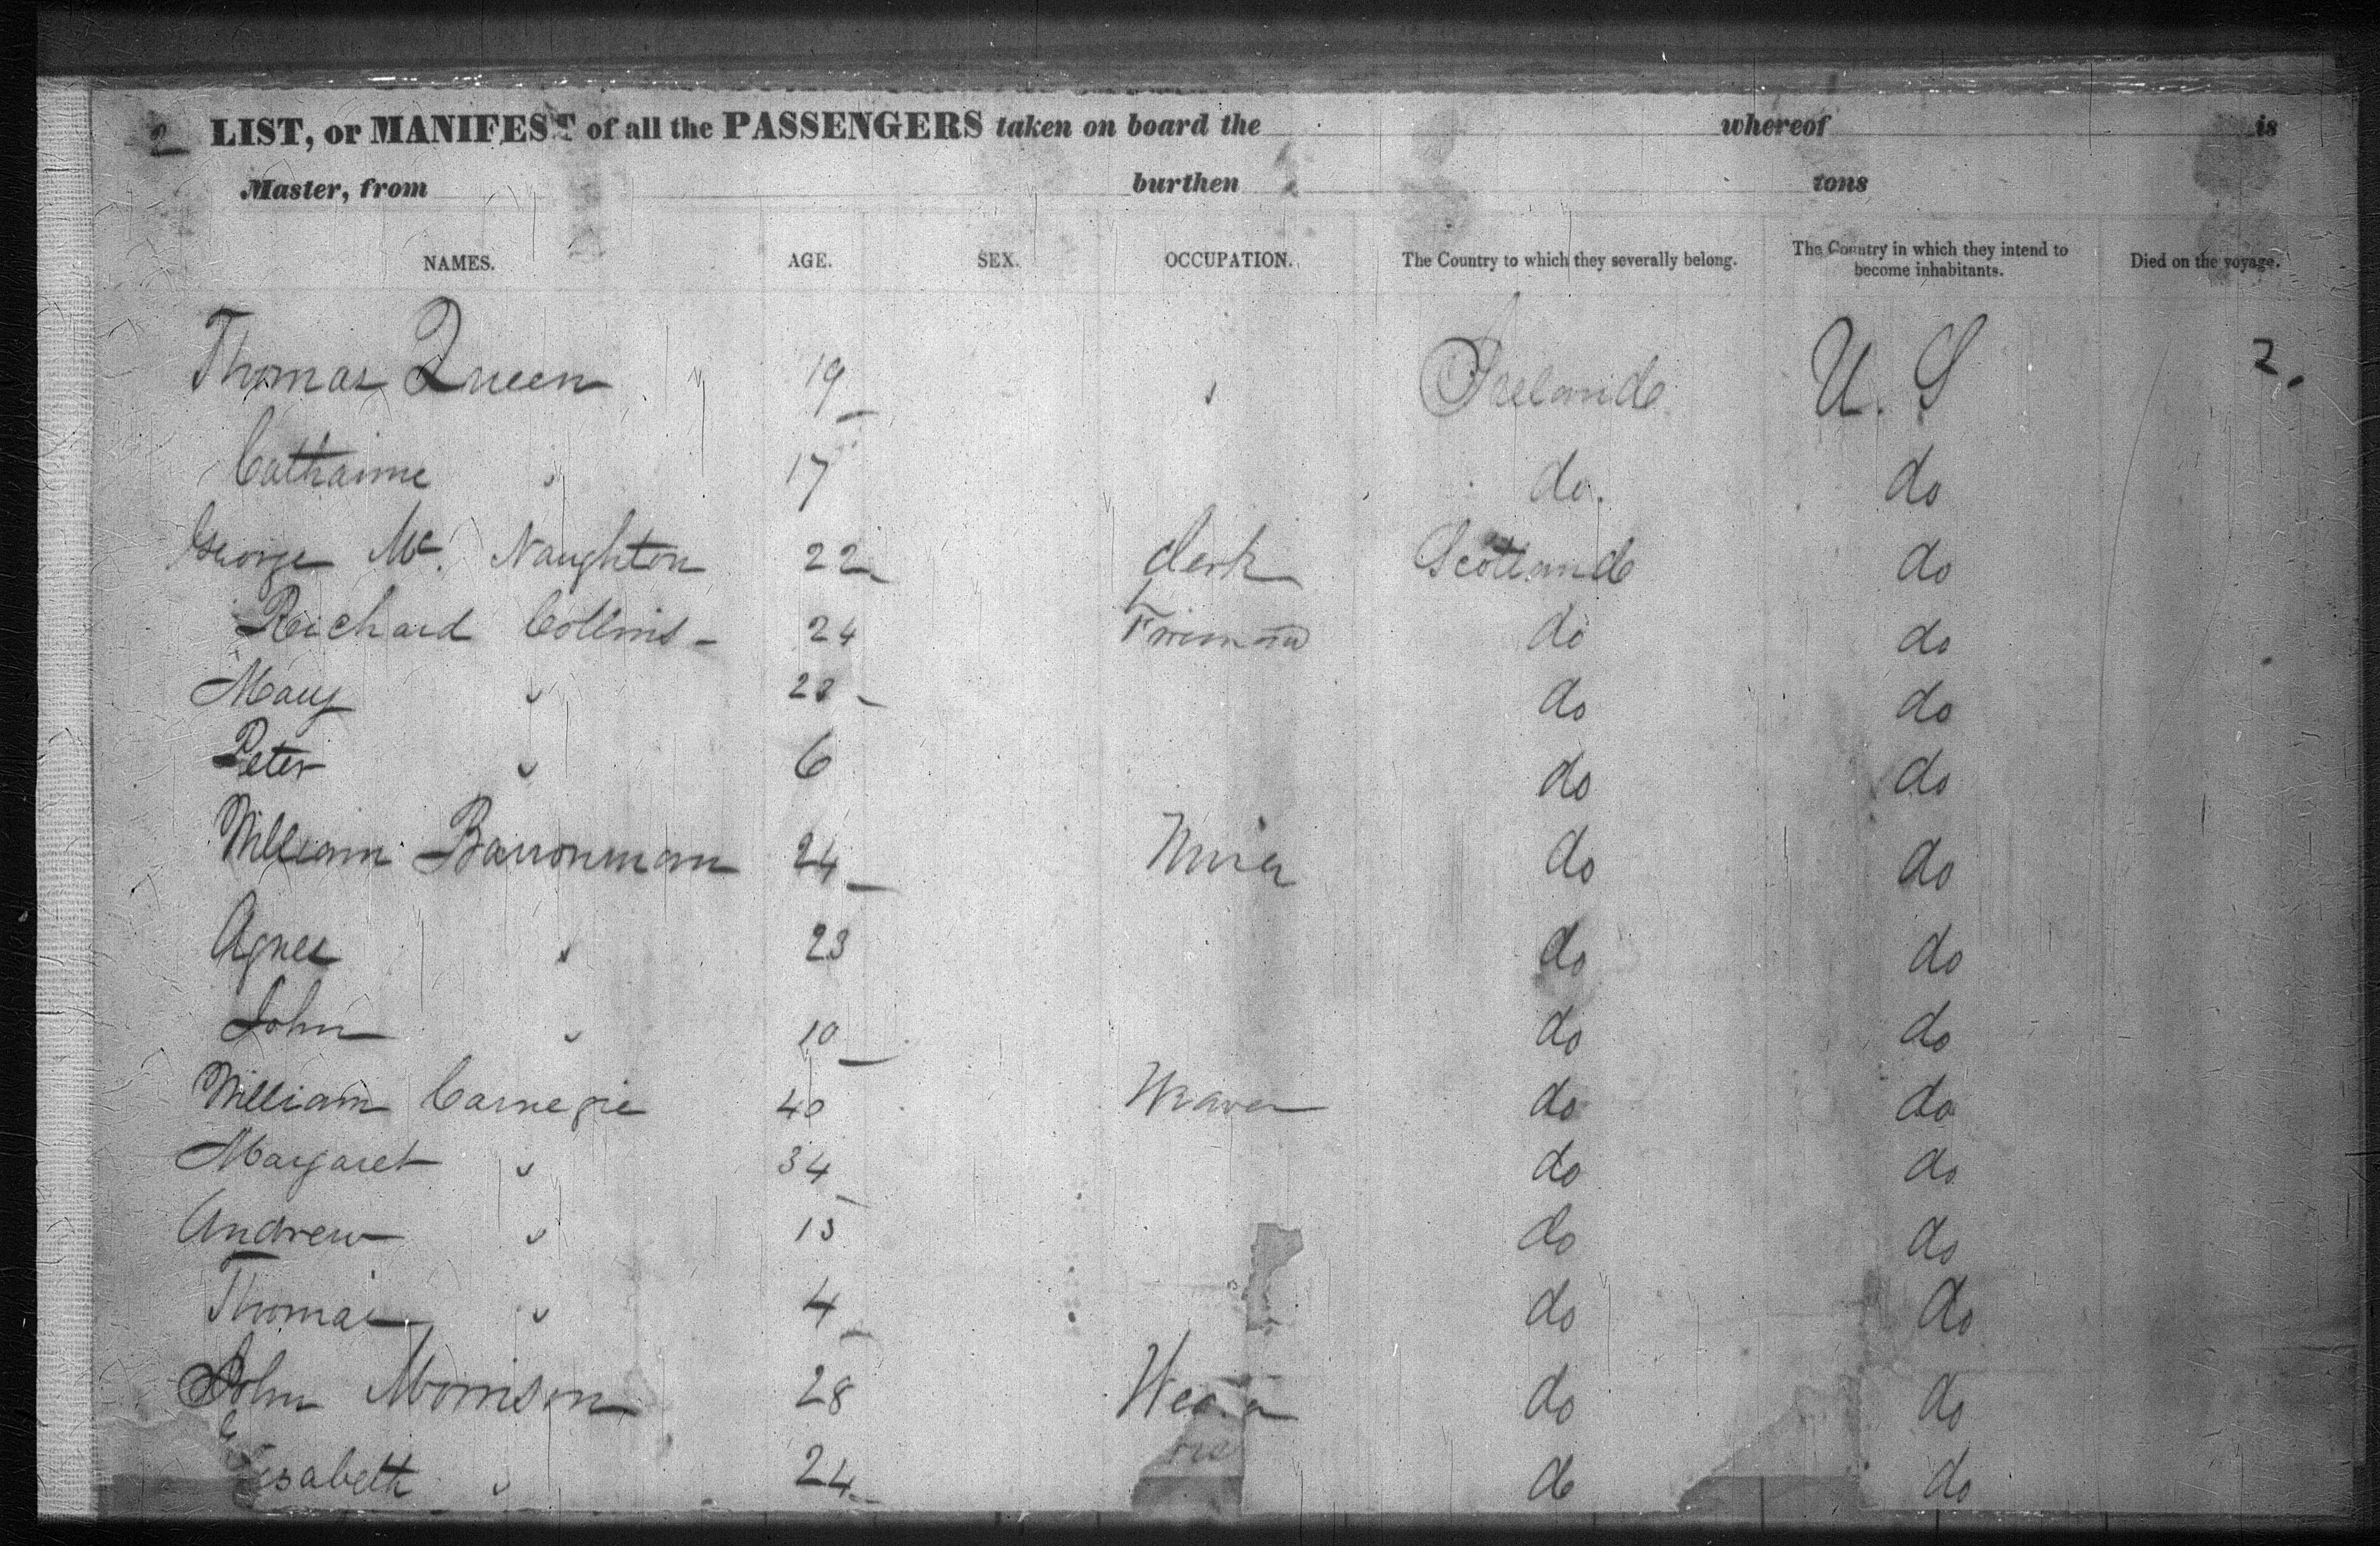 2 LIST, or MANIFEST of all the PASSENGERS taken on board the whereof is
Master, from burthen tons
NAMES. AGE. SEX. OCCUPATION. The Country to which they severally belong. The Country in which they intend to become inhabitants. Died on the voyage.
Thomas Queen 19 Ireland U. S 2.
Catharine " 17 do. do
George Mc. Naughton 22 Clerk Scotland do
Richard Collins 24 do do
Mary " do do
Peter " 6 do do
William Barronman 24 Miner do do
Agnes " 23 do do
John " 10 do do
William Carnegie 40 Weaver do do
Margaret " 34 do do
Andrew " 13 do do
Thomas " 4 do do
John Morrison 28 do do
" 24 do do